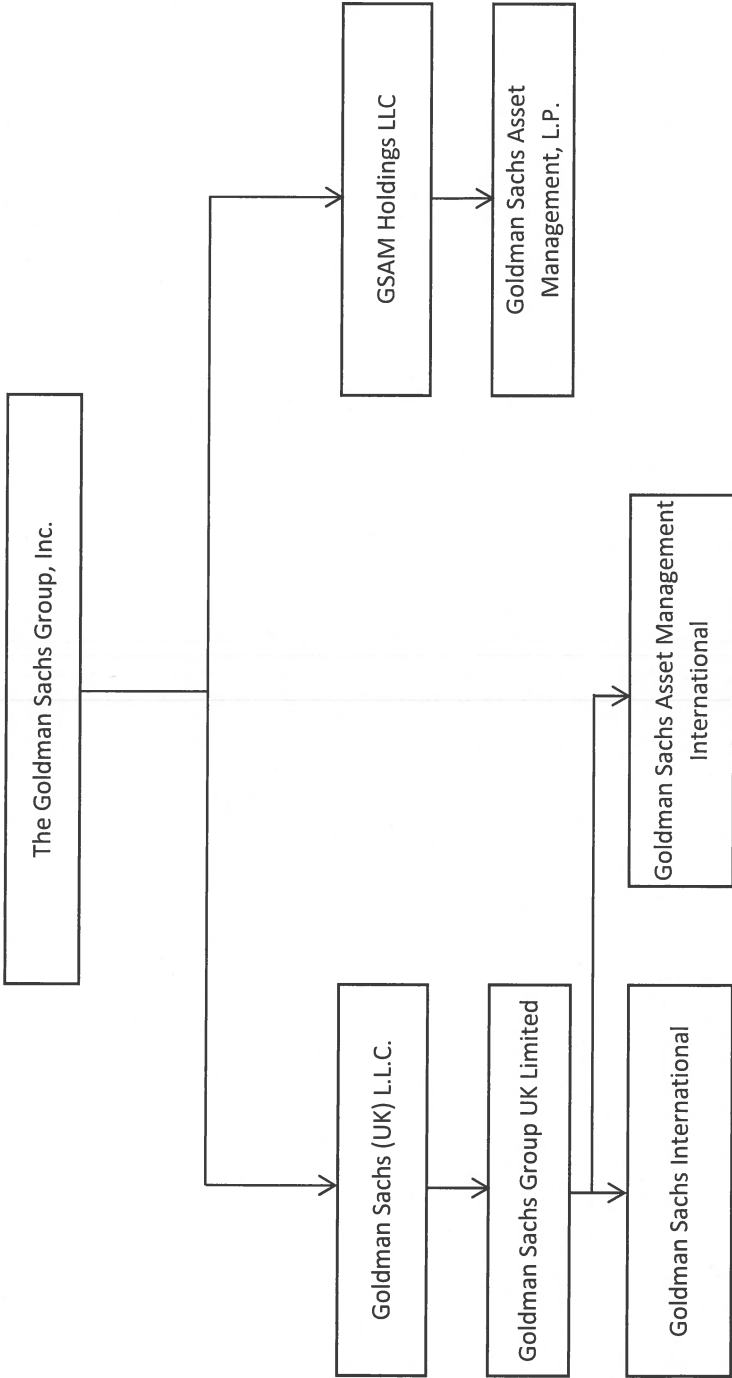 The Goldman Sachs Group, Inc.
Goldman Sachs (UK) L.L.C.
GSAM Holdings LLC
Goldman Sachs Group UK Limited
Goldman Sachs Asset
Management, L.P.
Goldman Sachs International
Goldman Sachs Asset Management
International